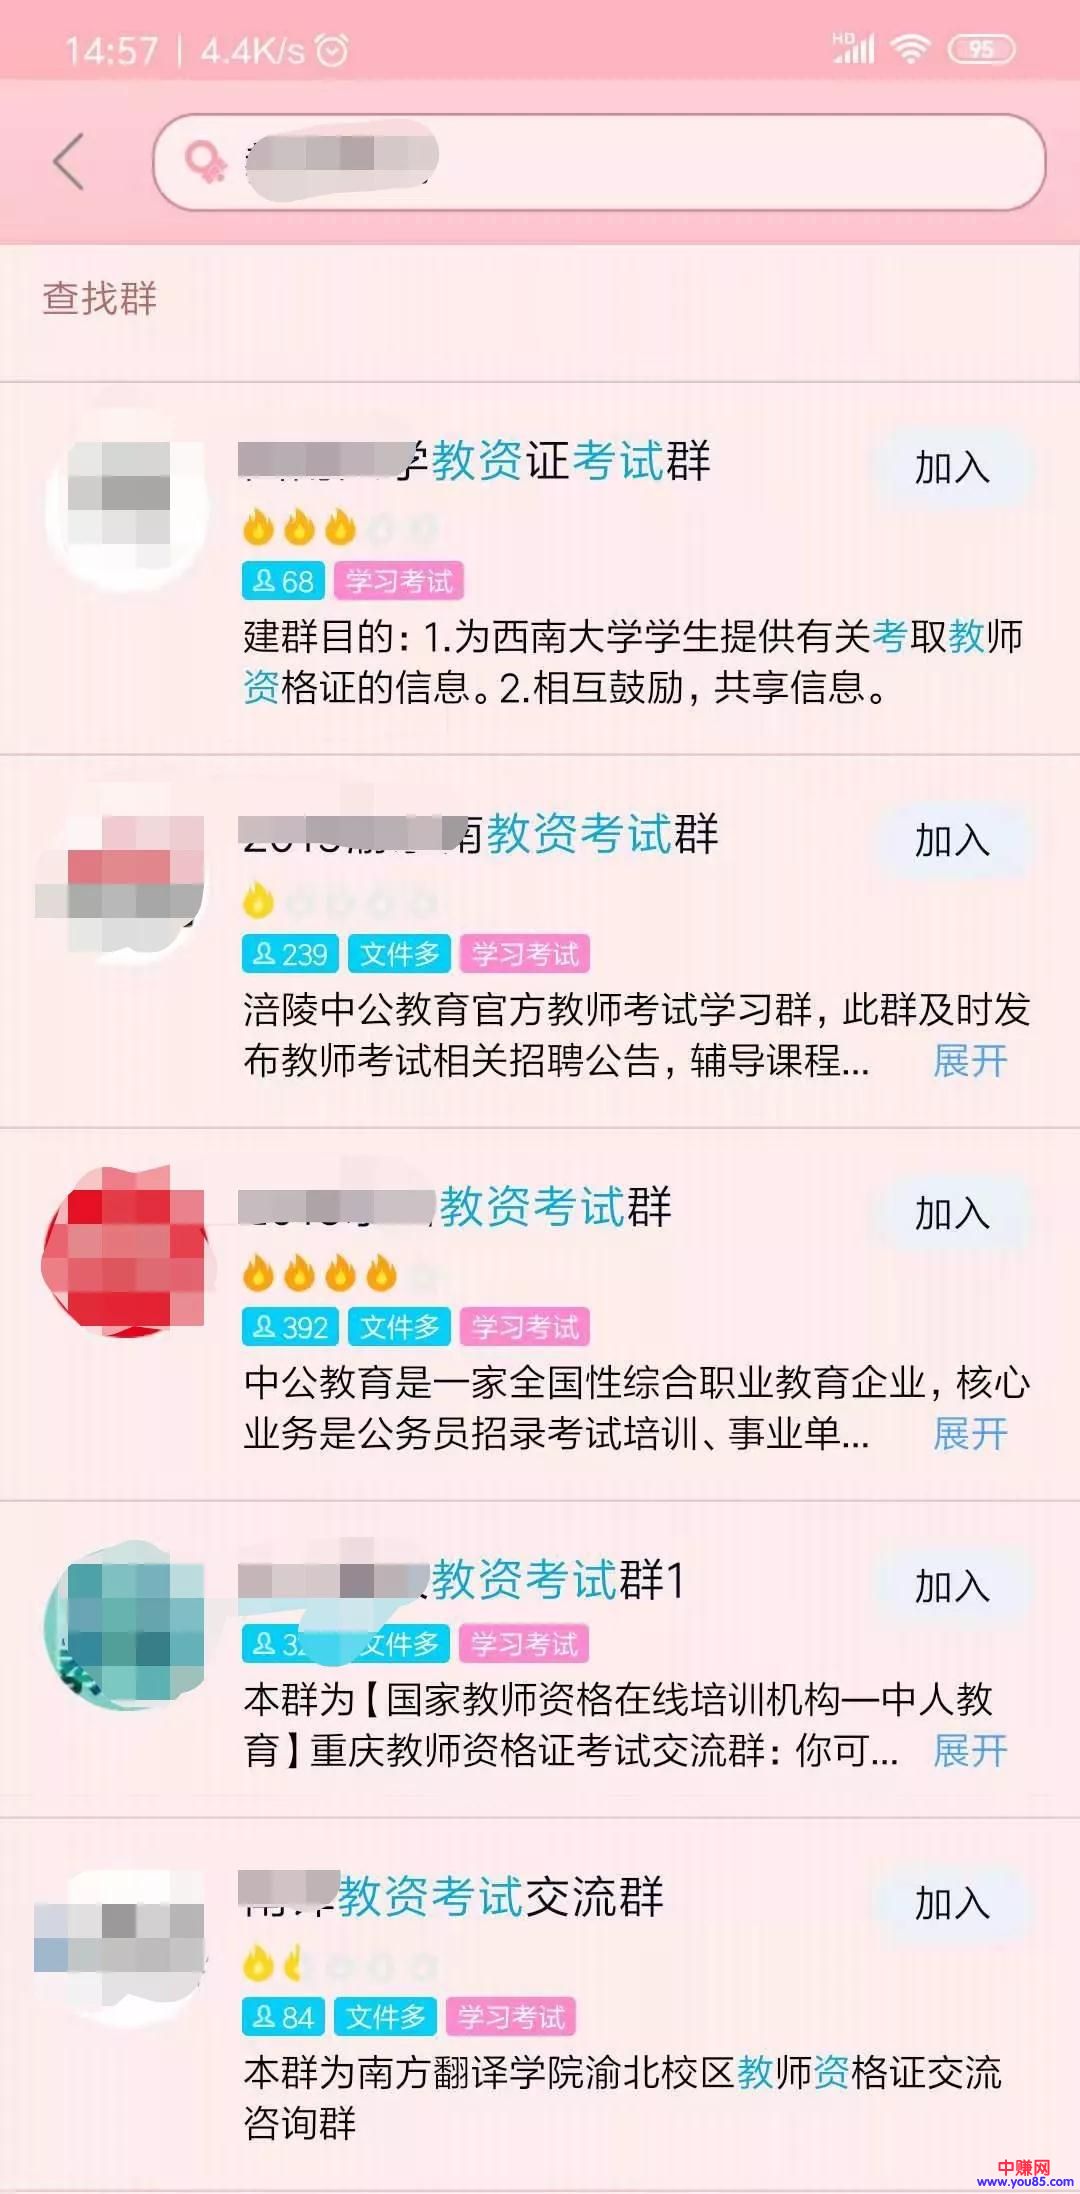 14:57 | 4.4K/s
HD
95
查找群
学教资证考试群
加入
68 学习考试
建群目的：1.为西南大学学生提供有关考取教师
资格证的信息。2.相互鼓励，共享信息。
南教资考试群
加入
239 文件多 学习考试
涪陵中公教育官方教师考试学习群，此群及时发
布教师考试相关招聘公告，辅导课程... 展开
教资考试群
加入
392 文件多 学习考试
中公教育是一家全国性综合职业教育企业，核心
业务是公务员招录考试培训、事业单... 展开
教资考试群1
加入
文件多 学习考试
本群为【国家教师资格在线培训机构—中人教
育】重庆教师资格证考试交流群：你可... 展开
教资考试交流群
加入
84 文件多 学习考试
本群为南方翻译学院渝北校区教师资格证交流
咨询群
中赚网
www.you85.com